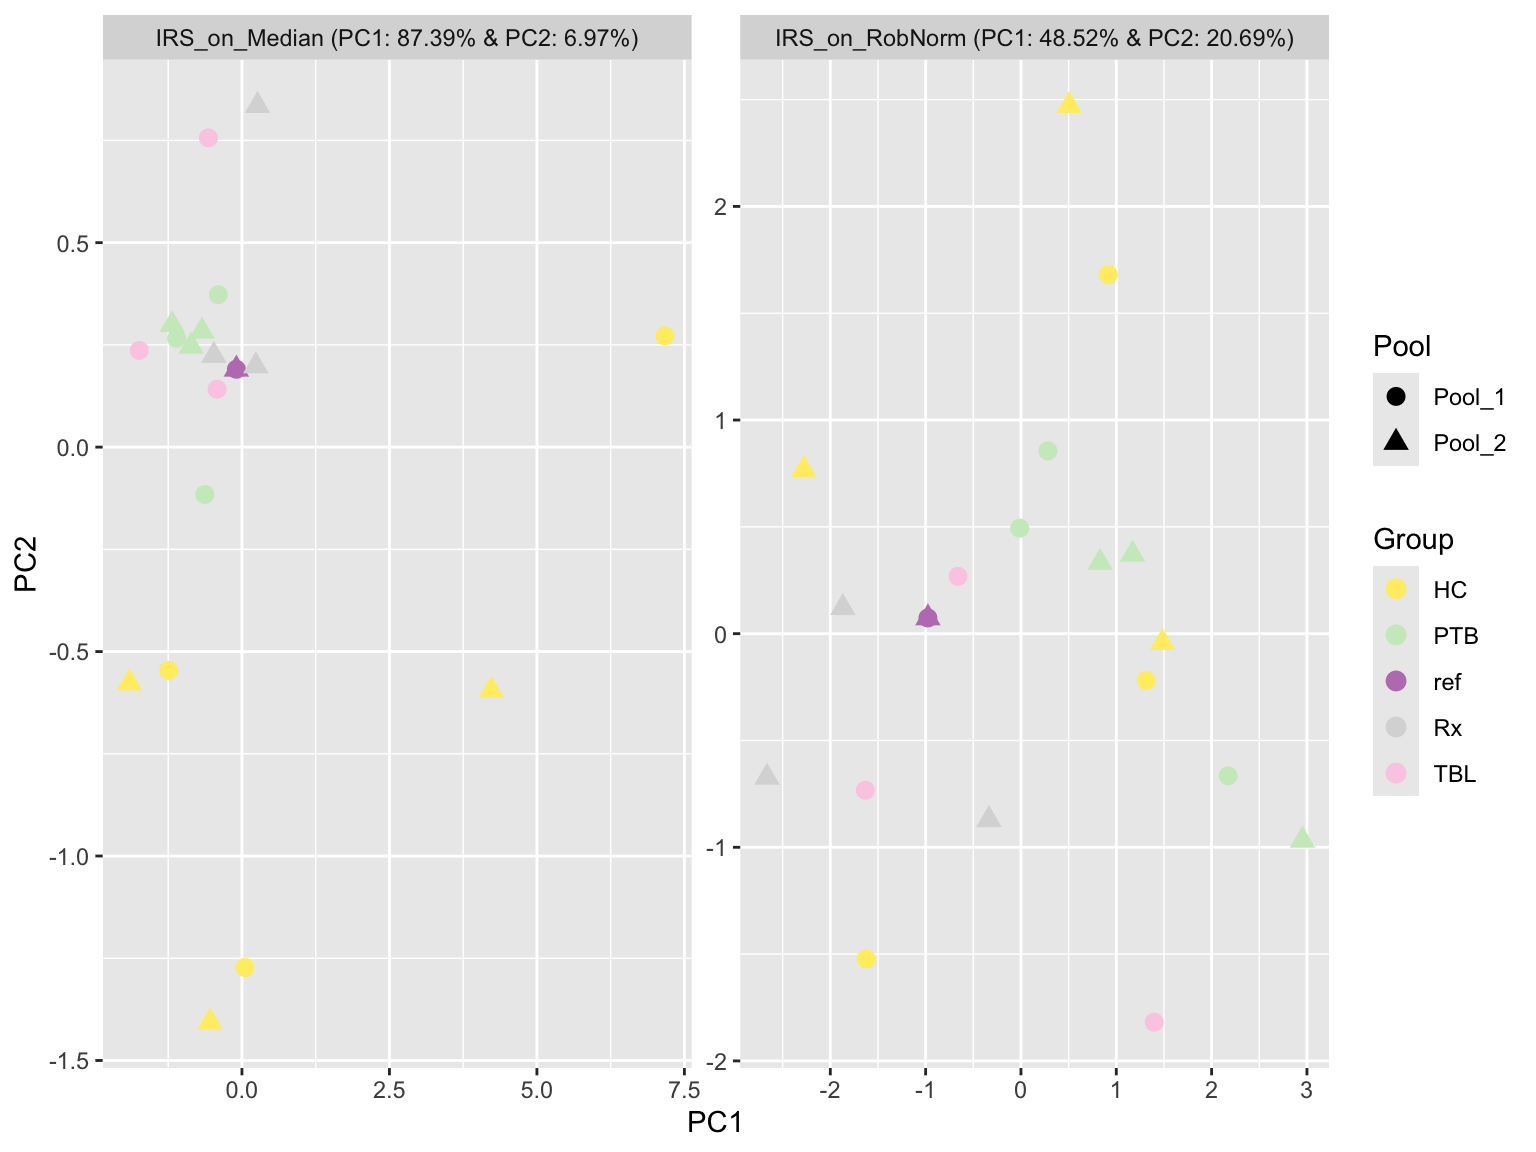 IRS_on_Median (PC1: 87.39% & PC2: 6.97%)
IRS_on_RobNorm (PC1: 48.52% & PC2: 20.69%)
PC2
0.5
0.0
-0.5
-1.0
-1.5
0.0 2.5 5.0 7.5
2
1
0
-1
-2
-2 -1 0 1 2 3
PC1
Pool
Pool_1
Pool_2
Group
HC
PTB
ref
Rx
TBL